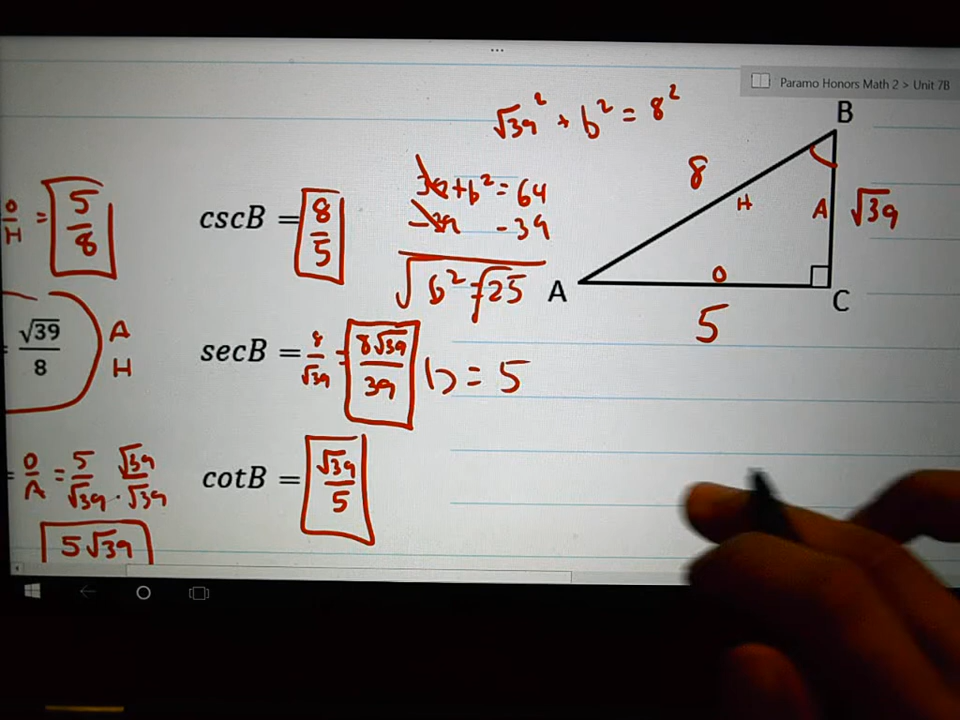 ...
Paramo Honors Math 2 > Unit 7B
√39² + b² = 8²
39 + b² = 64
- 39 - 39
√b² = √25
b = 5
O/H = 5/8
cscB = 8/5
= √39/8 A H
secB = 8/√39 = 8√39/39
= O/A = 5/√39 · √39/√39
5√39
cotB = √39/5
B
8
H
A
√39
O
A
C
5